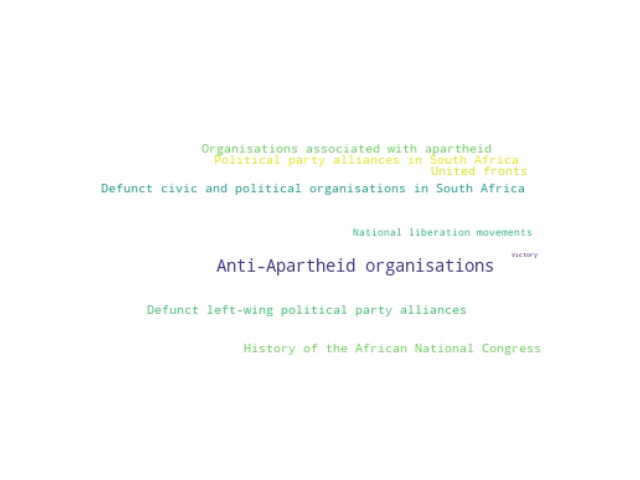 Organisations associated with apartheid
Political party alliances in South Africa
United fronts
Defunct civic and political organisations in South Africa
National liberation movements
Victory
Anti-Apartheid organisations
Defunct left-wing political party alliances
History of the African National Congress